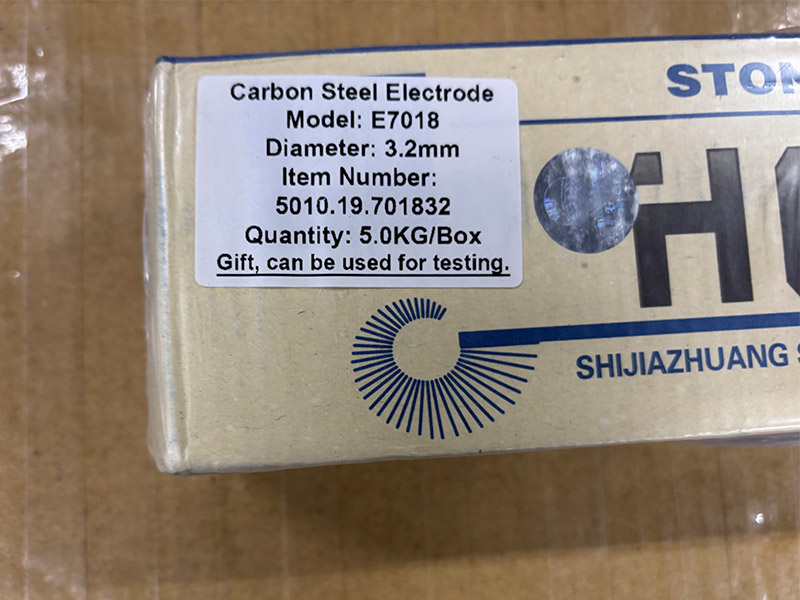 Carbon Steel Electrode
Model: E7018
Diameter: 3.2mm
Item Number:
5010.19.701832
Quantity: 5.0KG/Box
Gift, can be used for testing.
STON
H
SHIJIAZHUANG